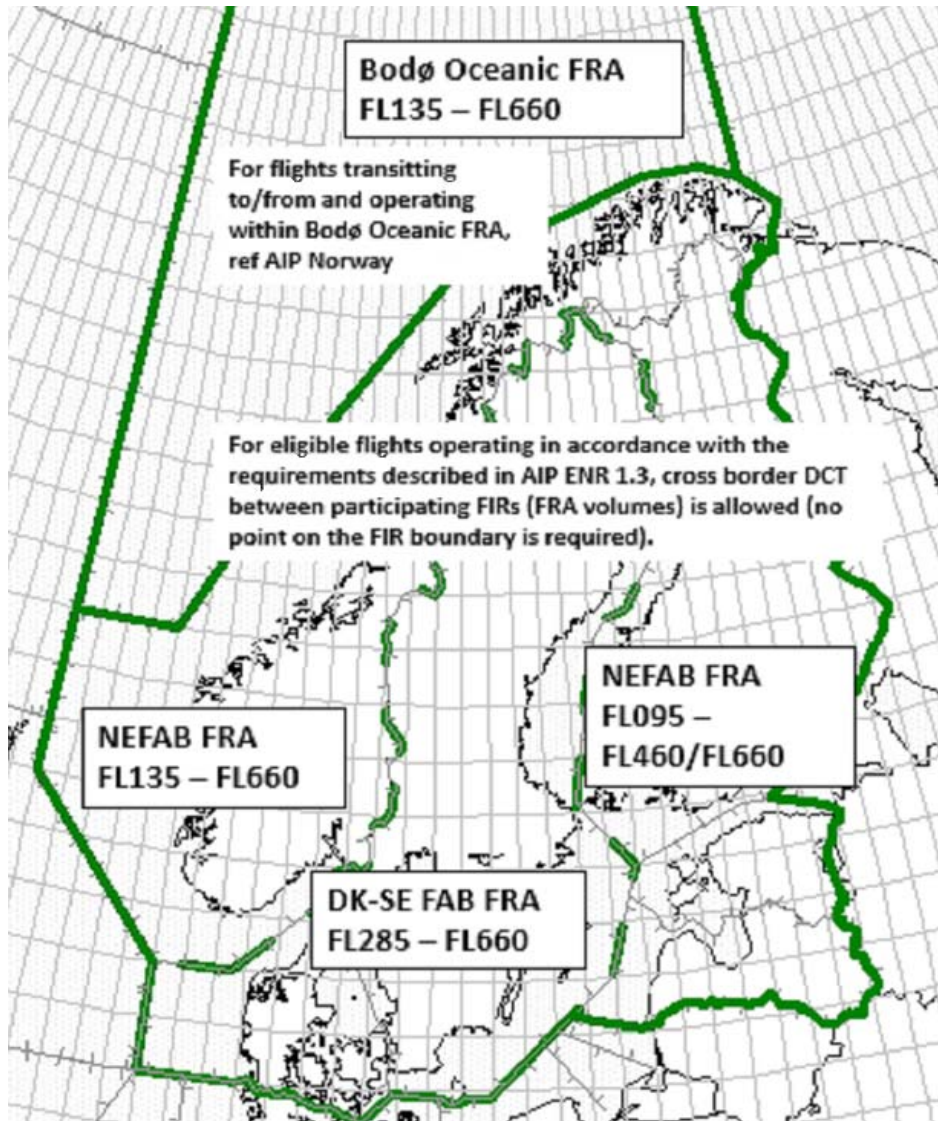 Bodø Oceanic FRA
FL135 – FL660
For flights transitting
to/from and operating
within Bodø Oceanic FRA,
ref AIP Norway
For eligible flights operating in accordance with the
requirements described in AIP ENR 1.3, cross border DCT
between participating FIRs (FRA volumes) is allowed (no
point on the FIR boundary is required).
NEFAB FRA
FL095 –
FL460/FL660
NEFAB FRA
FL135 – FL660
DK-SE FAB FRA
FL285 – FL660